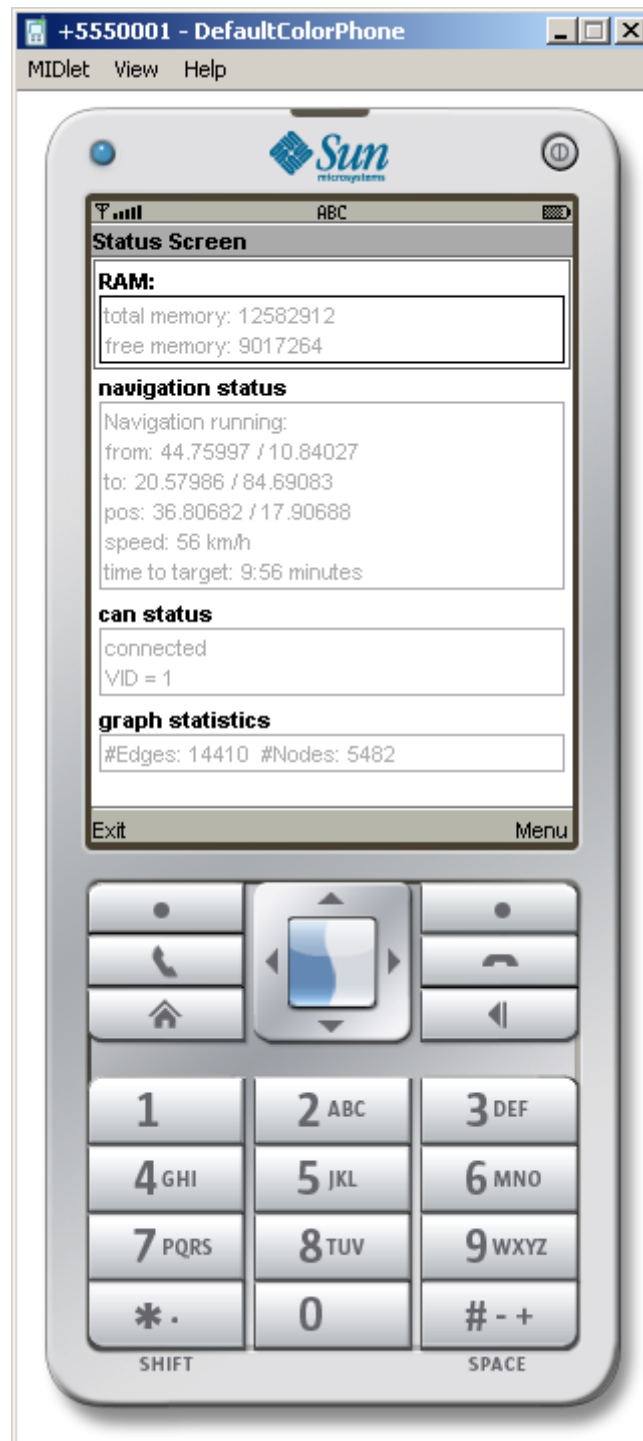 +5550001 - DefaultColorPhone
MIDlet View Help
Sun
microsystems
ABC
Status Screen
RAM:
total memory: 12582912
free memory: 9017264
navigation status
Navigation running:
from: 44.75997 / 10.84027
to: 20.57986 / 84.69083
pos: 36.80682 / 17.90688
speed: 56 km/h
time to target: 9:56 minutes
can status
connected
VID = 1
graph statistics
#Edges: 14410 #Nodes: 5482
Exit Menu
1 2 ABC 3 DEF
4 GHI 5 JKL 6 MNO
7 PQRS 8 TUV 9 WXYZ
* . 0 # - +
SHIFT SPACE